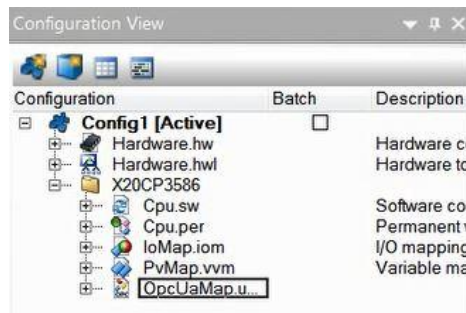 Configuration View
Configuration Batch Description
Config1 [Active]
Hardware.hw Hardware c
Hardware.hwl Hardware to
X20CP3586
Cpu.sw Software co
Cpu.per Permanent
IoMap.iom I/O mapping
PvMap.vvm Variable ma
OpcUaMap.u...